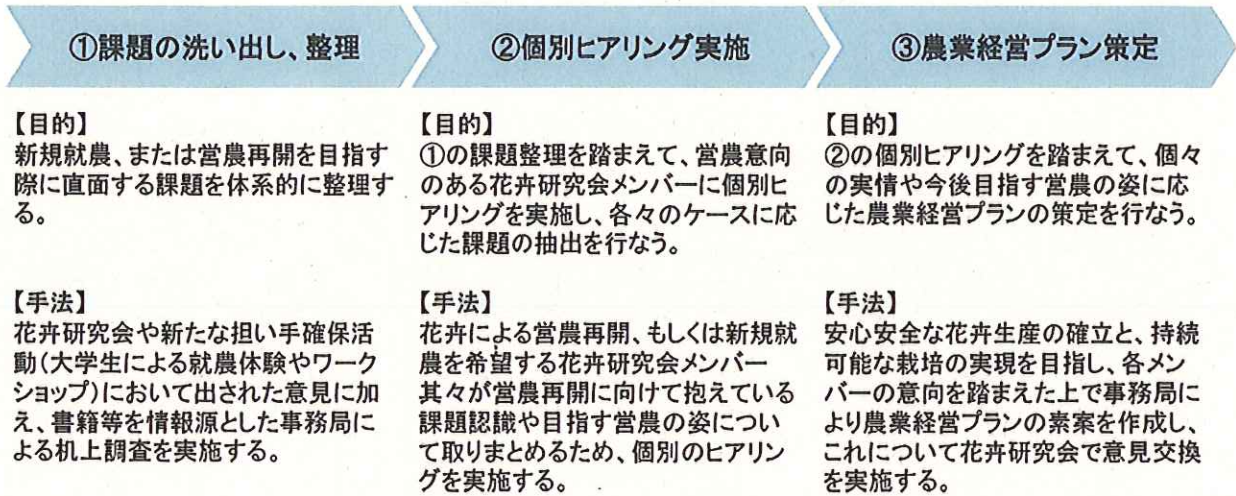 ①課題の洗い出し、整理
【目的】
新規就農、または営農再開を目指す
際に直面する課題を体系的に整理す
る。
【手法】
花卉研究会や新たな担い手確保活
動(大学生による就農体験やワーク
ショップ)において出された意見に加
え、書籍等を情報源とした事務局に
よる机上調査を実施する。
②個別ヒアリング実施
【目的】
①の課題整理を踏まえて、営農意向
のある花卉研究会メンバーに個別ヒ
アリングを実施し、各々のケースに応
じた課題の抽出を行なう。
【手法】
花卉による営農再開、もしくは新規就
農を希望する花卉研究会メンバー
其々が営農再開に向けて抱えている
課題認識や目指す営農の姿につい
て取りまとめるため、個別のヒアリン
グを実施する。
③農業経営プラン策定
【目的】
②の個別ヒアリングを踏まえて、個々
の実情や今後目指す営農の姿に応
じた農業経営プランの策定を行なう。
【手法】
安心安全な花卉生産の確立と、持続
可能な栽培の実現を目指し、各メン
バーの意向を踏まえた上で事務局に
より農業経営プランの素案を作成し、
これについて花卉研究会で意見交換
を実施する。